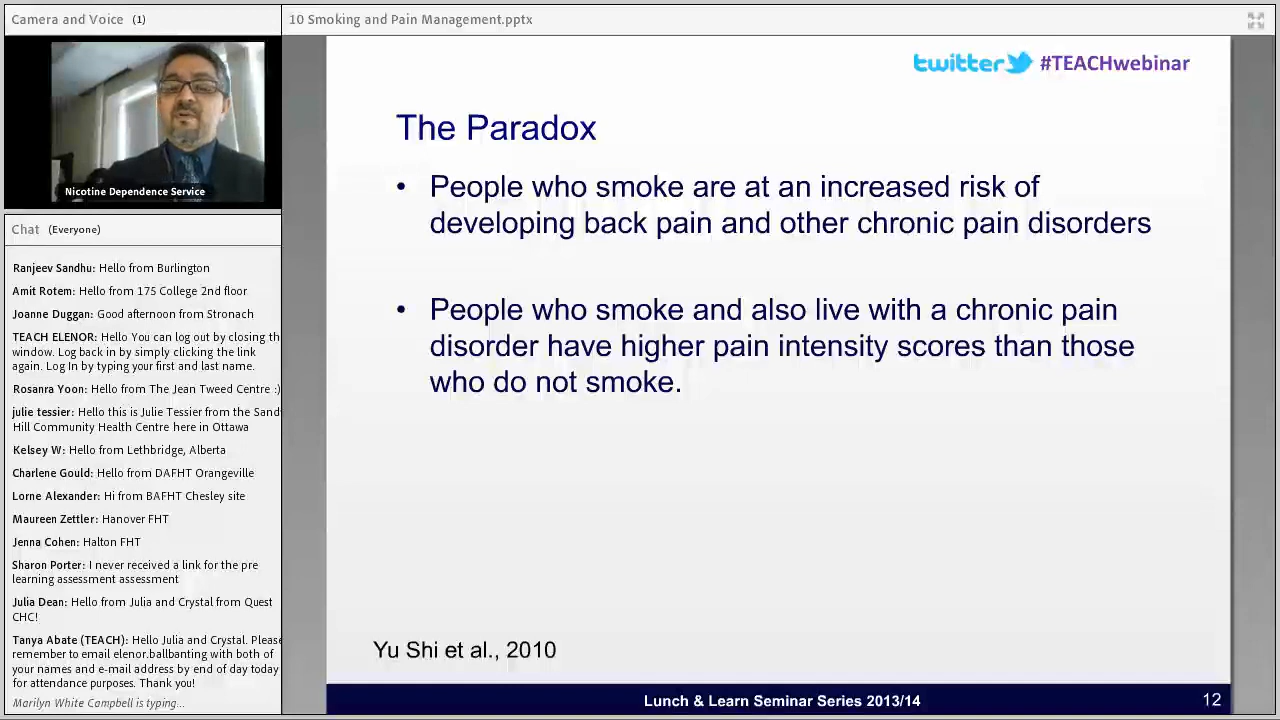 Camera and Voice (1)
10 Smoking and Pain Management.pptx
Nicotine Dependence Service
Chat (Everyone)
Ranjeev Sandhu: Hello from Burlington
Amit Rotem: Hello from 175 College 2nd floor
Joanne Duggan: Good afternoon from Stronach
TEACH ELENOR: Hello You can log out by closing the
window. Log back in by simply clicking the link
again. Log In by typing your first and last name.
Rosanra Yoon: Hello from The Jean Tweed Centre :)
julie tessier: Hello this is Julie Tessier from the Sand
Hill Community Health Centre here in Ottawa
Kelsey W: Hello from Lethbridge, Alberta
Charlene Gould: Hello from DAFHT Orangeville
Lorne Alexander: Hi from BAFHT Chesley site
Maureen Zettler: Hanover FHT
Jenna Cohen: Halton FHT
Sharon Porter: I never received a link for the pre
learning assessment assessment
Julia Dean: Hello from Julia and Crystal from Quest
CHC!
Tanya Abate (TEACH): Hello Julia and Crystal. Please
remember to email elenor.ballbanting with both of
your names and e-mail address by end of day today
for attendance purposes. Thank you!
Marilyn White Campbell is typing...
twitter #TEACHwebinar
The Paradox
• People who smoke are at an increased risk of
developing back pain and other chronic pain disorders
• People who smoke and also live with a chronic pain
disorder have higher pain intensity scores than those
who do not smoke.
Yu Shi et al., 2010
Lunch & Learn Seminar Series 2013/14
12